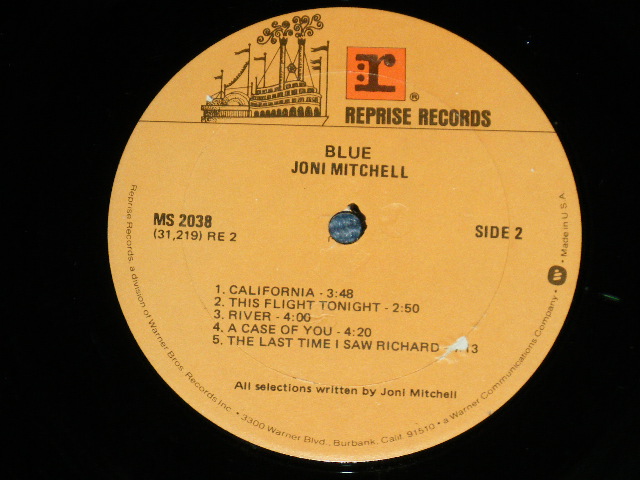 r
®
REPRISE RECORDS
BLUE
JONI MITCHELL
MS 2038
(31,219) RE 2
SIDE 2
1. CALIFORNIA - 3:48
2. THIS FLIGHT TONIGHT - 2:50
3. RIVER - 4:00
4. A CASE OF YOU - 4:20
5. THE LAST TIME I SAW RICHARD - :13
All selections written by Joni Mitchell
Reprise Records, a division of Warner Bros. Records Inc. • 3300 Warner Blvd., Burbank, Calif. 91510 • a Warner Communications Company • W • Made in U.S.A.